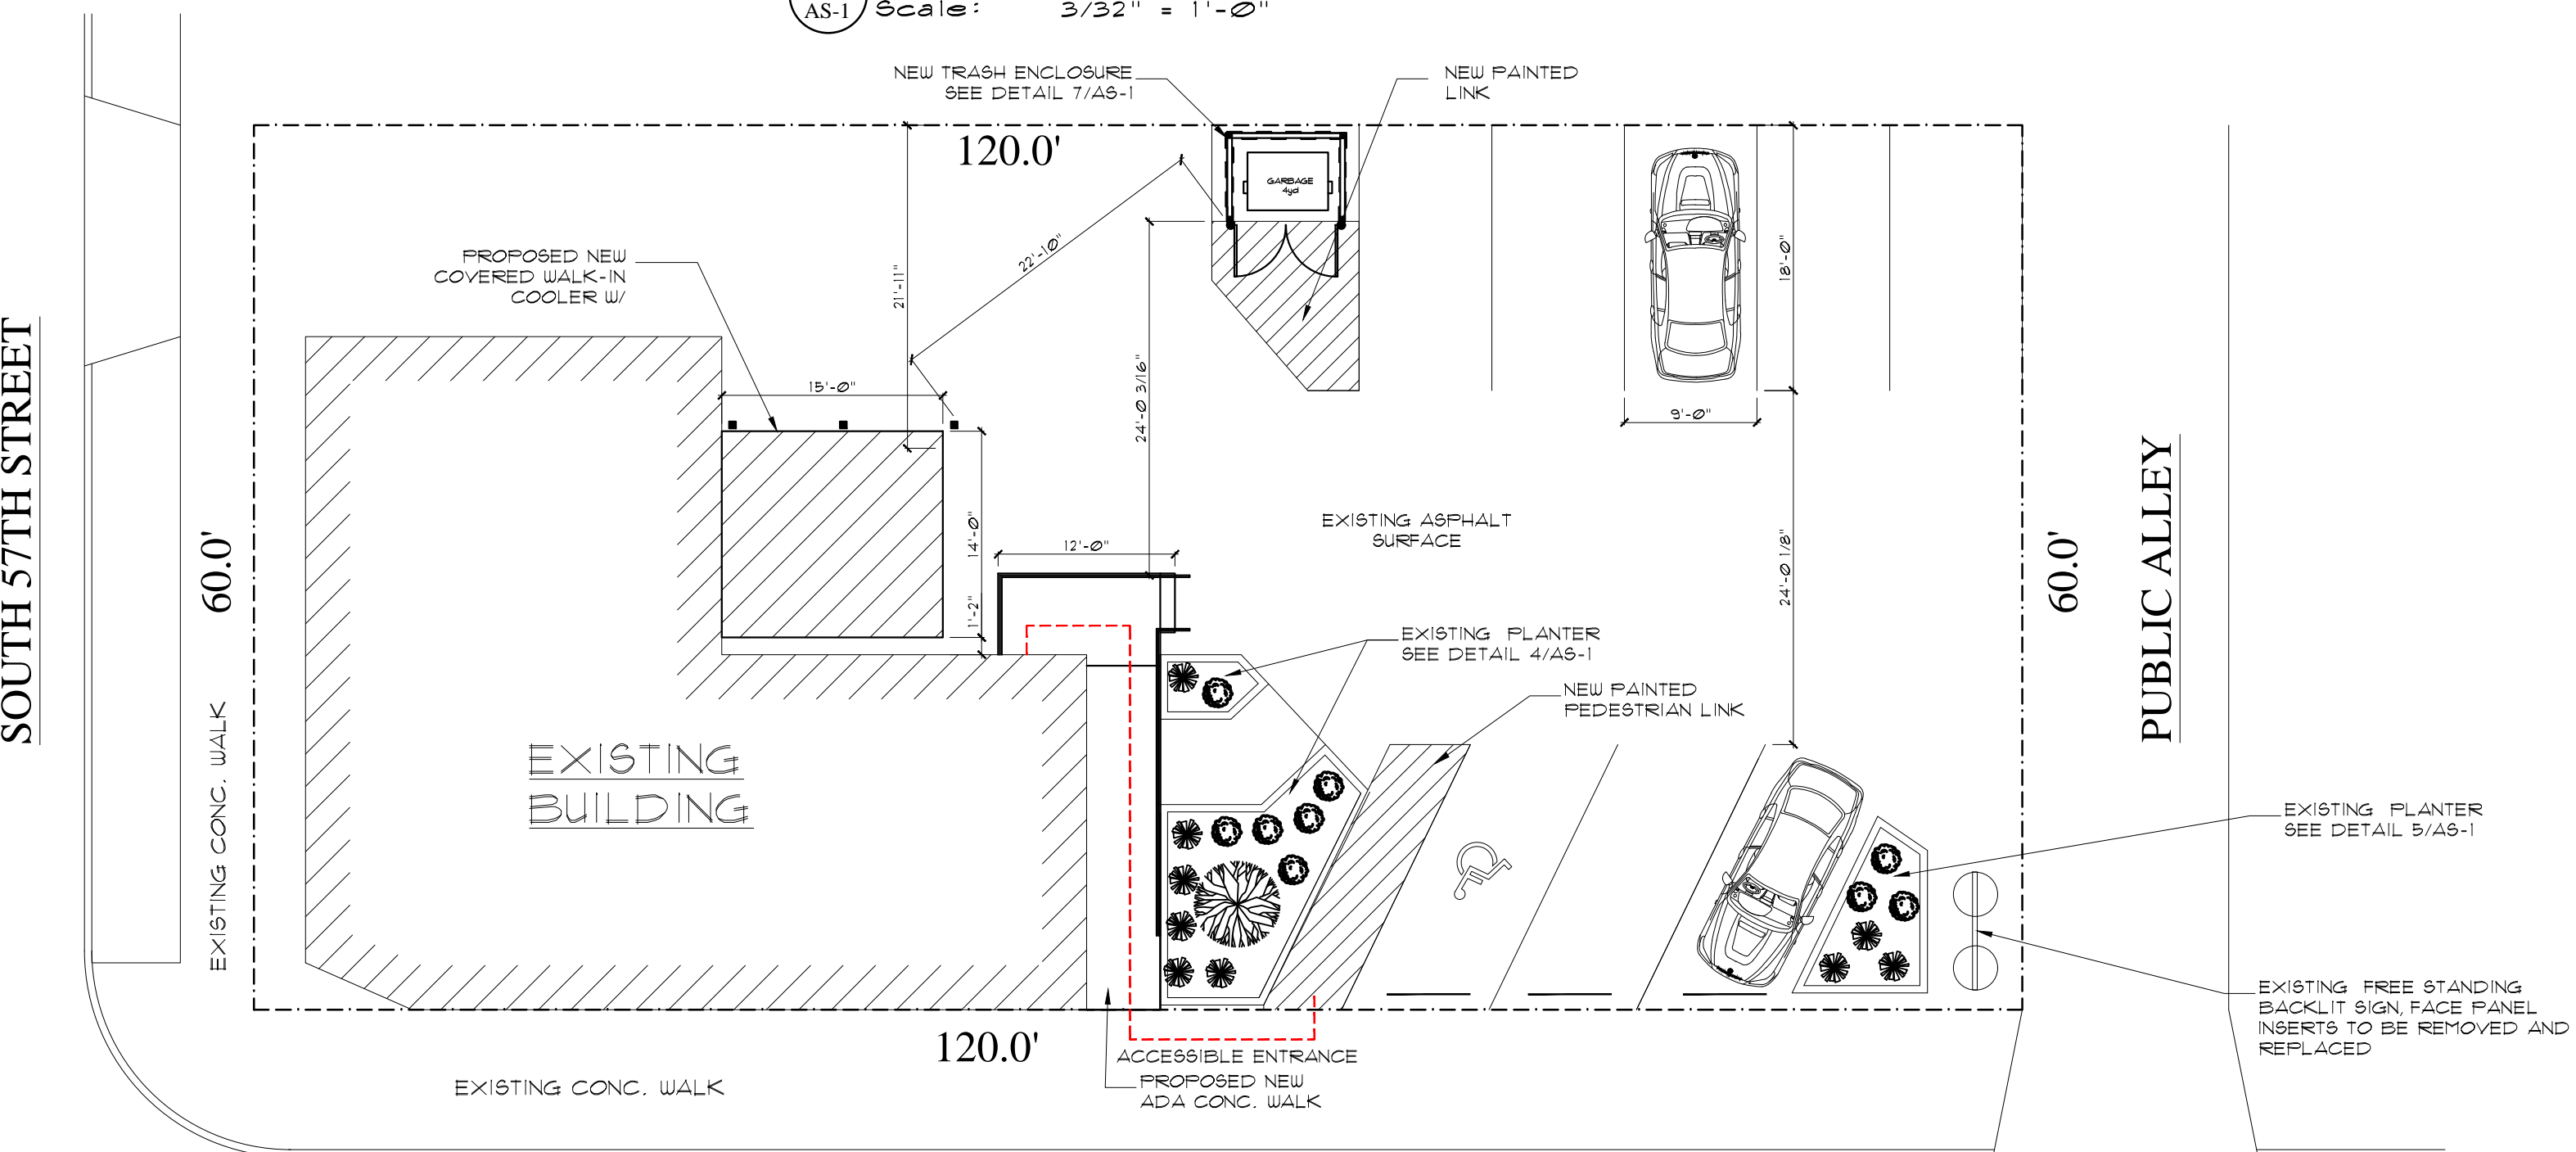 AS-1
Scale: 3/32" = 1'-0"
NEW TRASH ENCLOSURE
SEE DETAIL 7/AS-1
NEW PAINTED
LINK
120.0'
GARBAGE
4yd
22'-10"
21'-11"
18'-0"
PROPOSED NEW
COVERED WALK-IN
COOLER W/
15'-0"
24'-0 3/16"
9'-0"
SOUTH 57TH STREET
60.0'
EXISTING CONC. WALK
14'-0"
1'-2"
12'-0"
EXISTING ASPHALT
SURFACE
24'-0 1/8"
60.0'
PUBLIC ALLEY
EXISTING PLANTER
SEE DETAIL 4/AS-1
NEW PAINTED
PEDESTRIAN LINK
EXISTING
BUILDING
EXISTING PLANTER
SEE DETAIL 5/AS-1
EXISTING FREE STANDING
BACKLIT SIGN, FACE PANEL
INSERTS TO BE REMOVED AND
REPLACED
120.0'
ACCESSIBLE ENTRANCE
PROPOSED NEW
ADA CONC. WALK
EXISTING CONC. WALK